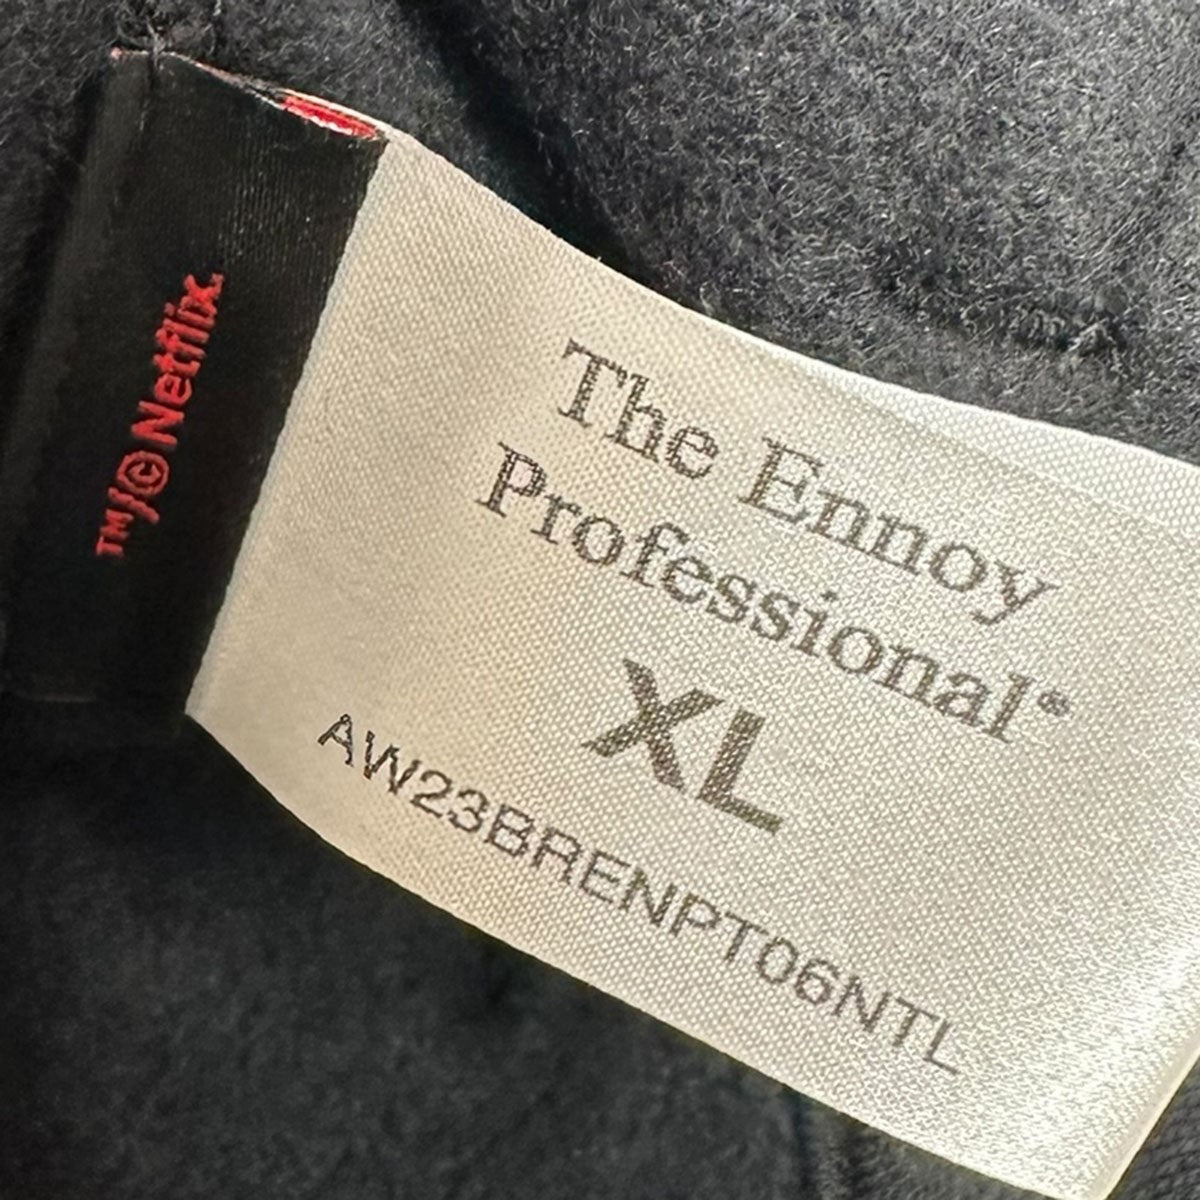 TM/© Netflix.
The Ennoy
Professional®
XL
AW23BRENPT06NTL